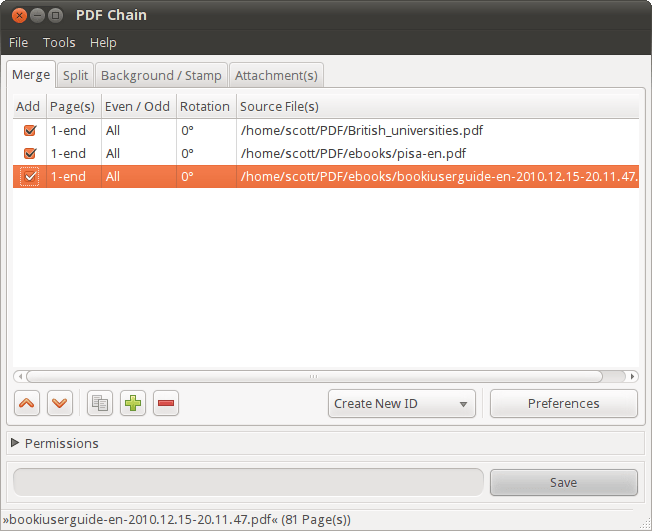 PDF Chain
File Tools Help
Merge Split Background / Stamp Attachment(s)
Add Page(s) Even / Odd Rotation Source File(s)
1-end All 0° /home/scott/PDF/British_universities.pdf
1-end All 0° /home/scott/PDF/ebooks/pisa-en.pdf
1-end All 0° /home/scott/PDF/ebooks/bookiuserguide-en-2010.12.15-20.11.47.
Create New ID Preferences
Permissions
Save
»bookiuserguide-en-2010.12.15-20.11.47.pdf« (81 Page(s))